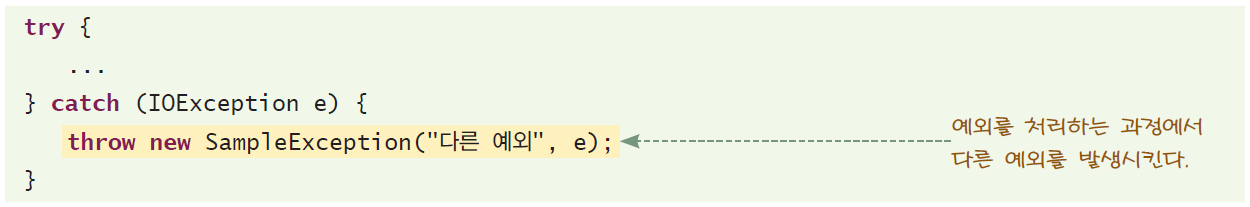 try {
...
} catch (IOException e) {
throw new SampleException("다른 예외", e);
예외를 처리하는 과정에서
다른 예외를 발생시킨다.
}